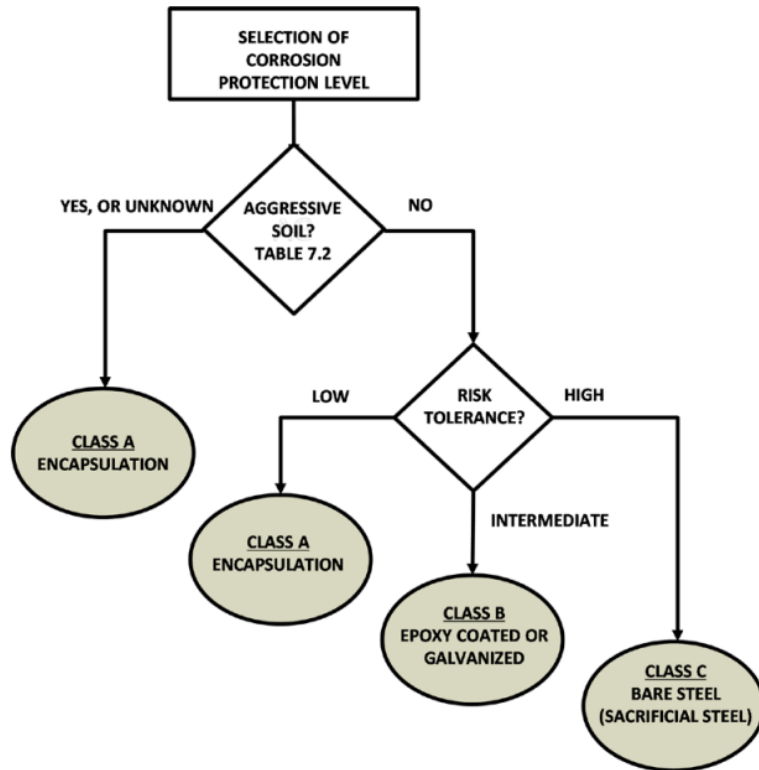 SELECTION OF
CORROSION
PROTECTION LEVEL
YES, OR UNKNOWN
AGGRESSIVE
SOIL?
TABLE 7.2
NO
CLASS A
ENCAPSULATION
LOW
RISK
TOLERANCE?
HIGH
CLASS A
ENCAPSULATION
INTERMEDIATE
CLASS B
EPOXY COATED OR
GALVANIZED
CLASS C
BARE STEEL
(SACRIFICIAL STEEL)